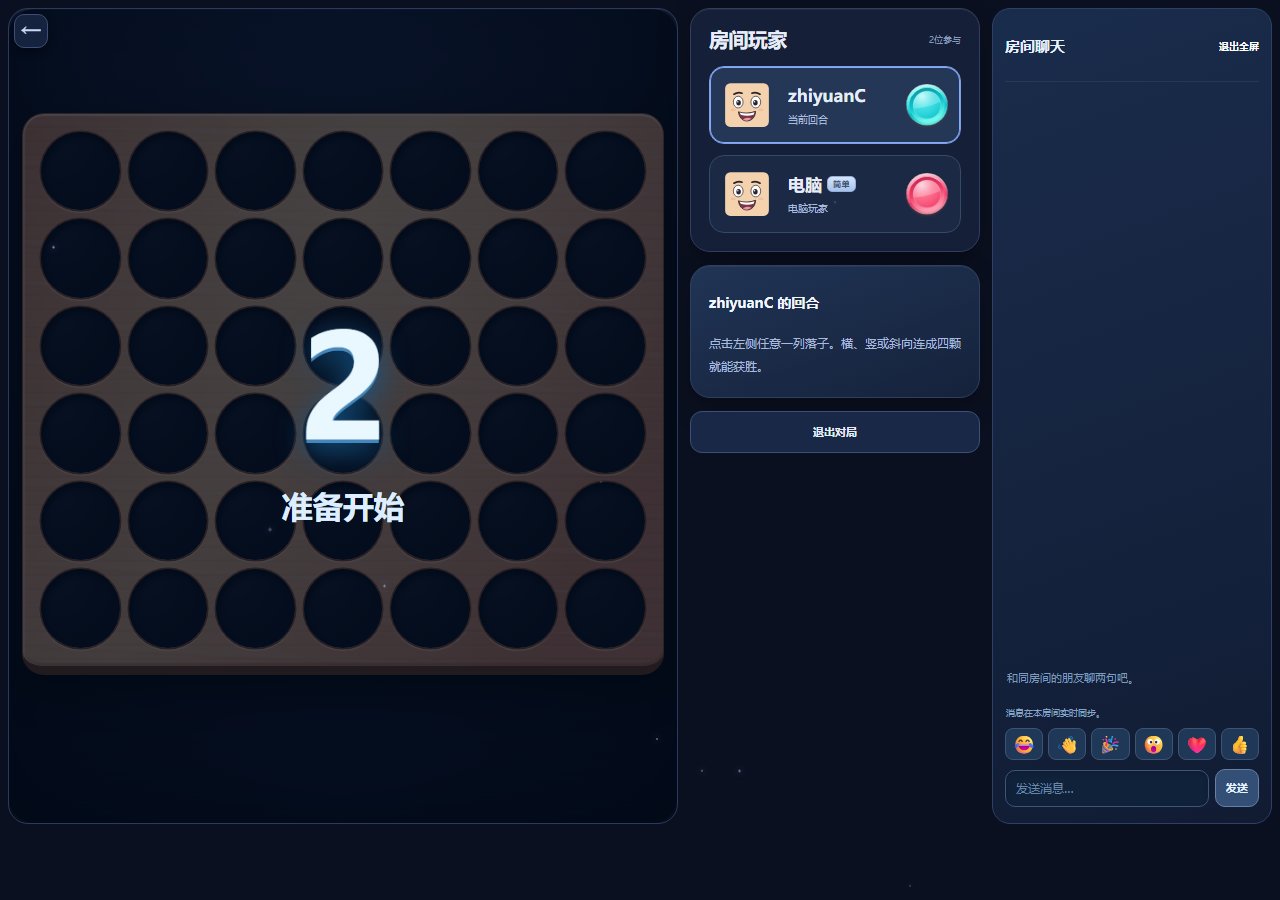 2
准备开始
房间玩家
2位参与
zhiyuanC
当前回合
电脑 简单
电脑玩家
zhiyuanC 的回合
点击左侧任意一列落子。横、竖或斜向连成四颗
就能获胜。
退出对局
房间聊天
退出全屏
和同房间的朋友聊两句吧。
消息在本房间实时同步。
发送消息...
发送